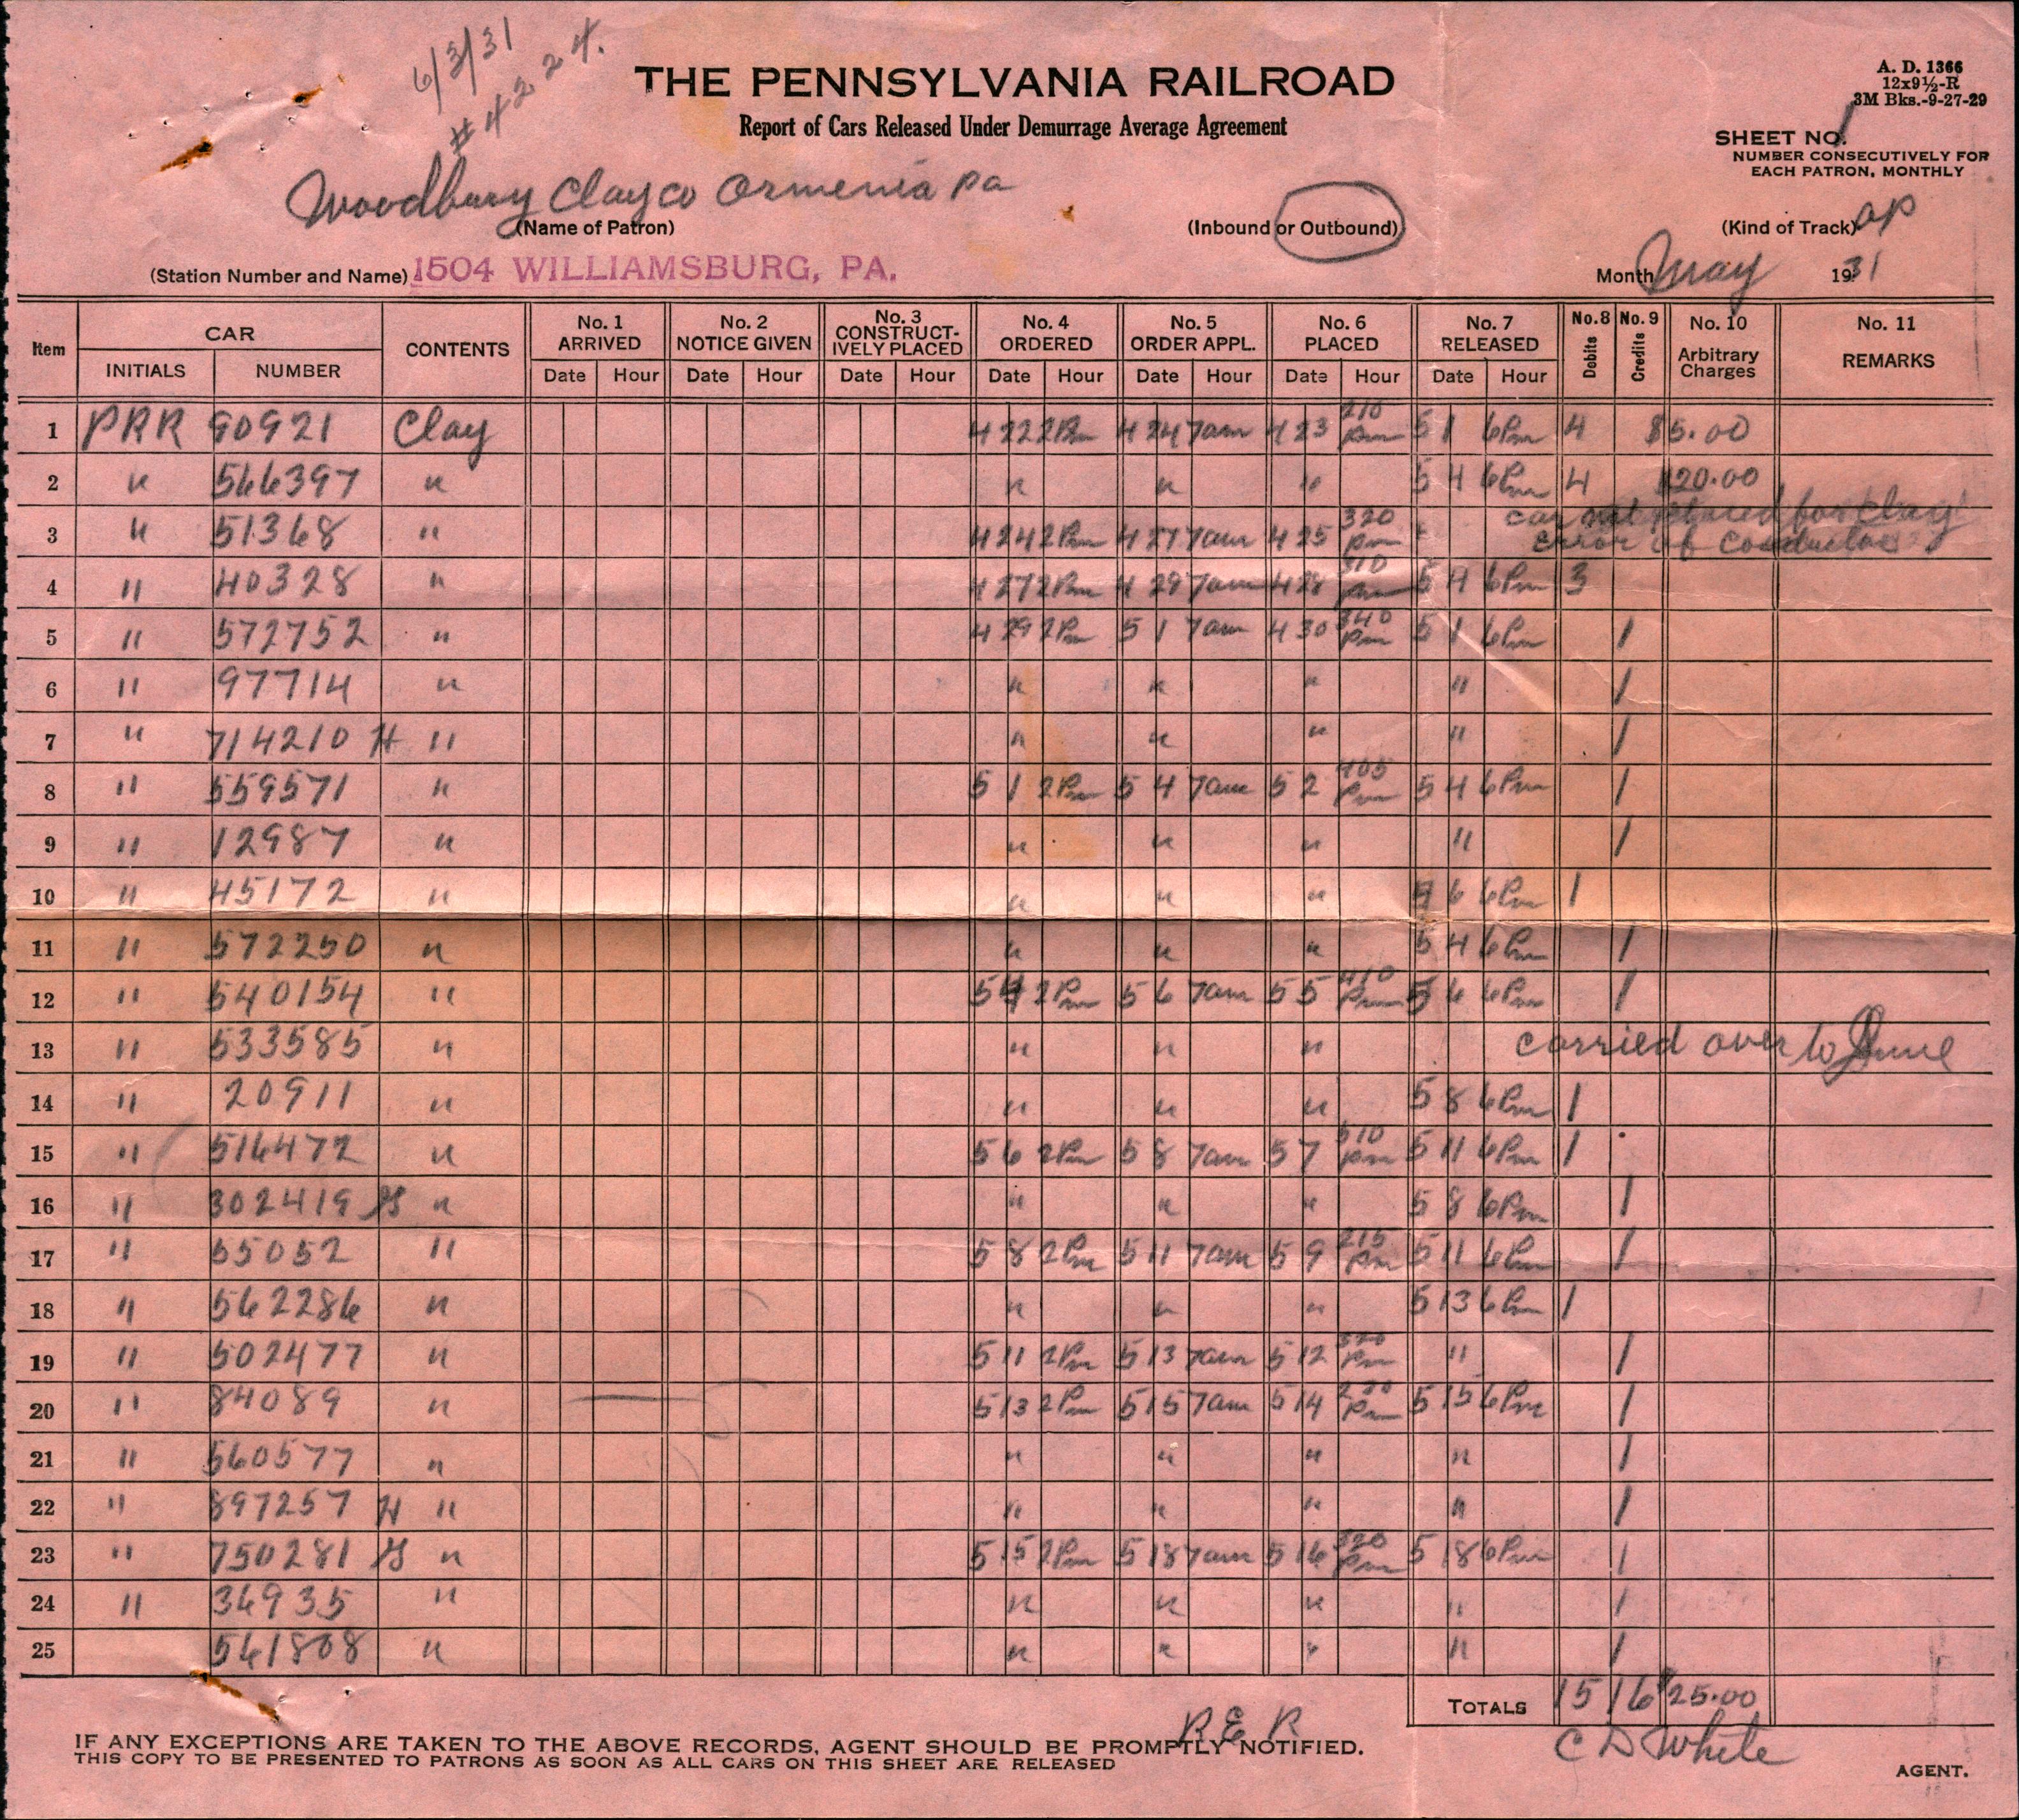 6/3/31
# 4224.
THE PENNSYLVANIA RAILROAD
Report of Cars Released Under Demurrage Average Agreement
A. D. 1366
12x9½-R
3M Bks.-9-27-29
SHEET NO. 1
NUMBER CONSECUTIVELY FOR
EACH PATRON, MONTHLY
Woodbury Clay co Ormenia Pa
(Name of Patron) (Inbound or Outbound) (Kind of Track) ap
(Station Number and Name) 1504 WILLIAMSBURG, PA. Month May 1931
Item CAR INITIALS NUMBER CONTENTS No. 1 ARRIVED Date Hour No. 2 NOTICE GIVEN Date Hour No. 3 CONSTRUCT-IVELY PLACED Date Hour No. 4 ORDERED Date Hour No. 5 ORDER APPL. Date Hour No. 6 PLACED Date Hour No. 7 RELEASED Date Hour No.8 Debits No.9 Credits No. 10 Arbitrary Charges No. 11 REMARKS
1 PRR 90921 Clay 4 22 2Pm 4 24 7am 4 23 210 pm 5 1 6Pm 4 $5.00
2 " 566397 " " " " 5 4 6Pm 4 $20.00
3 " 51368 " 4 24 2Pm 4 27 7am 4 25 320 pm car not placed for clay error of conductor
4 " 40328 " 4 27 2Pm 4 29 7am 4 28 310 pm 5 4 6Pm 3
5 " 572752 " 4 29 2Pm 5 1 7am 4 30 340 pm 5 1 6Pm 1
6 " 97714 " " " " " 1
7 " 714210 H " " " " " 1
8 " 559571 " 5 1 2Pm 5 4 7am 5 2 405 Pm 5 4 6Pm 1
9 " 12987 " " " " " 1
10 " 45172 " " " " 5 6 6Pm 1
11 " 572250 " " " " 5 4 6Pm 1
12 " 540154 " 5 4 2Pm 5 6 7am 5 5 410 Pm 5 6 6Pm 1
13 " 533585 " " " " carried over to June
14 " 20911 " " " " 5 8 6Pm 1
15 " 516472 " 5 6 2Pm 5 8 7am 5 7 510 pm 5 11 6Pm 1
16 " 302419 G " " " " 5 8 6Pm 1
17 " 55052 " 5 8 2Pm 5 11 7am 5 9 215 Pm 5 11 6Pm 1
18 " 562286 " " " " 5 13 6Pm 1
19 " 502477 " 5 11 2Pm 5 13 7am 5 12 320 Pm " 1
20 " 84089 " 5 13 2Pm 5 15 7am 5 14 Pm 5 15 6Pm 1
21 " 560577 " " " " " 1
22 " 897257 H " " " " " 1
23 " 750281 G " 5 15 2Pm 5 18 7am 5 16 320 Pm 5 18 6Pm 1
24 " 36935 " " " " " 1
25 561808 " " " " " 1
TOTALS 15 16 $25.00
R E R
IF ANY EXCEPTIONS ARE TAKEN TO THE ABOVE RECORDS, AGENT SHOULD BE PROMPTLY NOTIFIED.
THIS COPY TO BE PRESENTED TO PATRONS AS SOON AS ALL CARS ON THIS SHEET ARE RELEASED
C D White
AGENT.